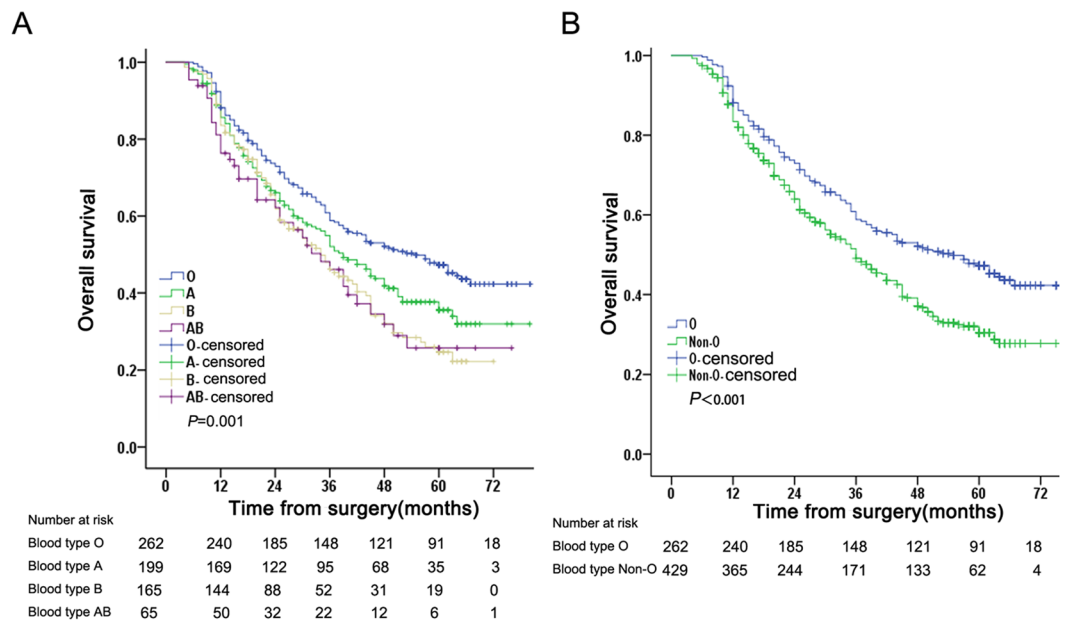 A
Overall survival
1.0
0.8
0.6
0.4
0.2
0.0
O
A
B
AB
O-censored
A-censored
B-censored
AB-censored
P=0.001
0 12 24 36 48 60 72
Time from surgery(months)
Number at risk
Blood type O 262 240 185 148 121 91 18
Blood type A 199 169 122 95 68 35 3
Blood type B 165 144 88 52 31 19 0
Blood type AB 65 50 32 22 12 6 1
B
Overall survival
1.0
0.8
0.6
0.4
0.2
0.0
O
Non-O
O-censored
Non-O-censored
P<0.001
0 12 24 36 48 60 72
Time from surgery(months)
Number at risk
Blood type O 262 240 185 148 121 91 18
Blood type Non-O 429 365 244 171 133 62 4